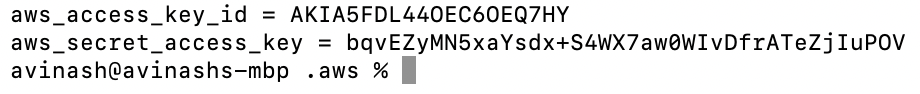 aws_access_key_id = AKIA5FDL44OEC6OEQ7HY
aws_secret_access_key = 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
avinash@avinashs-mbp .aws %